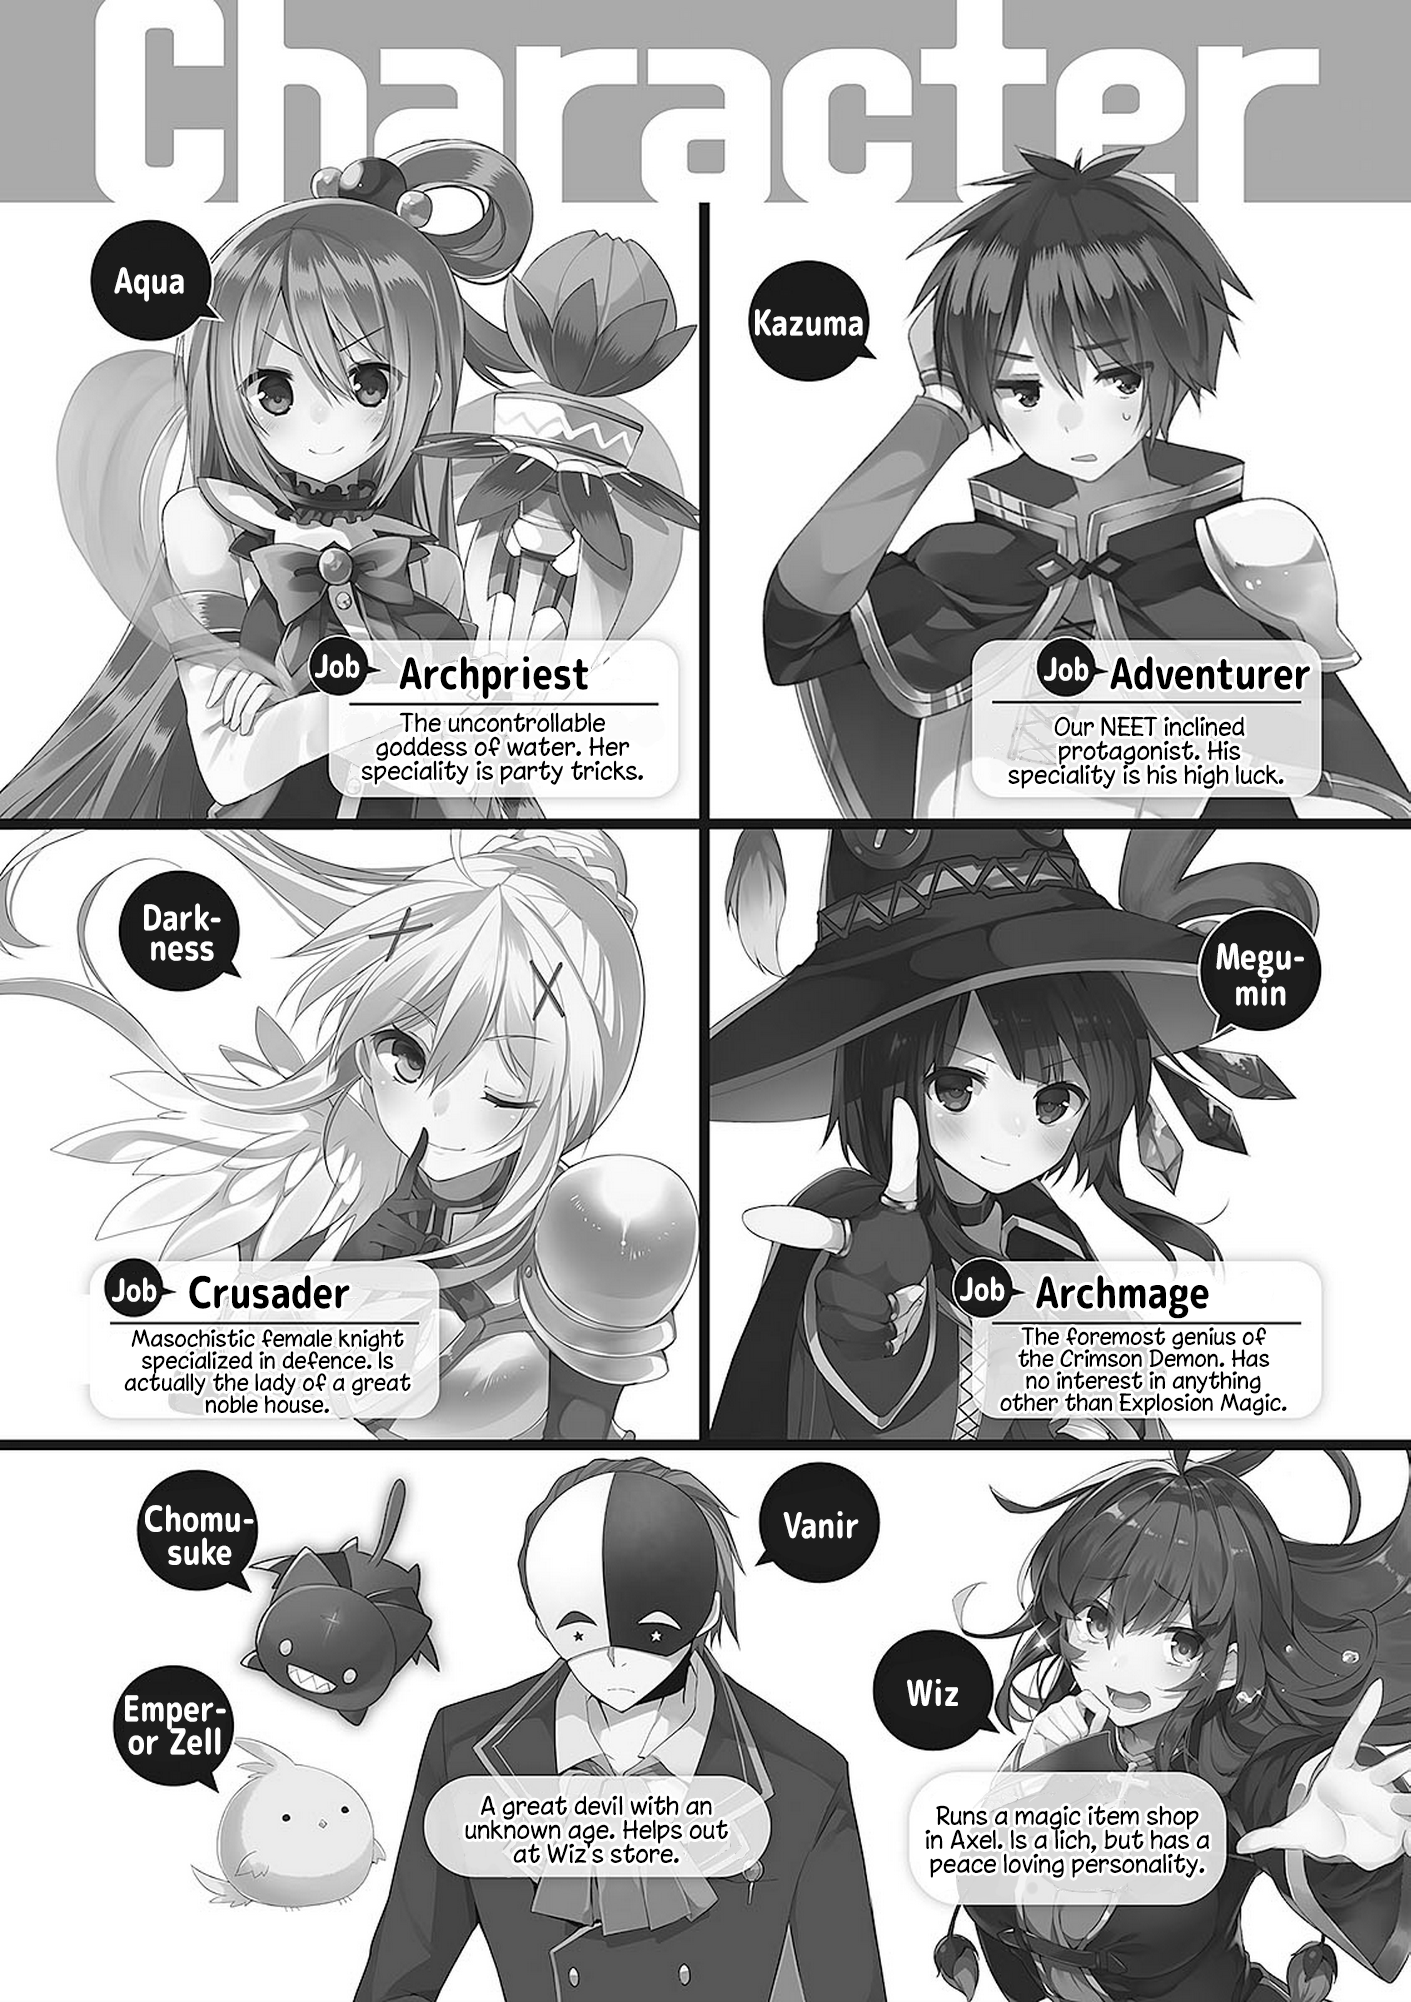 Character
Aqua
Job
Archpriest
The uncontrollable
goddess of water. Her
speciality is party tricks.
Kazuma
Job
Adventurer
Our NEET inclined
protagonist. His
speciality is his high luck.
Dark-
ness
Job
Crusader
Masochistic female knight
specialized in defence. Is
actually the lady of a great
noble house.
Megu-
min
Job
Archmage
The foremost genius of
the Crimson Demon. Has
no interest in anything
other than Explosion Magic.
Chomu-
suke
Emper-
or Zell
Vanir
A great devil with an
unknown age. Helps out
at Wiz's store.
Wiz
Runs a magic item shop
in Axel. Is a lich, but has a
peace loving personality.